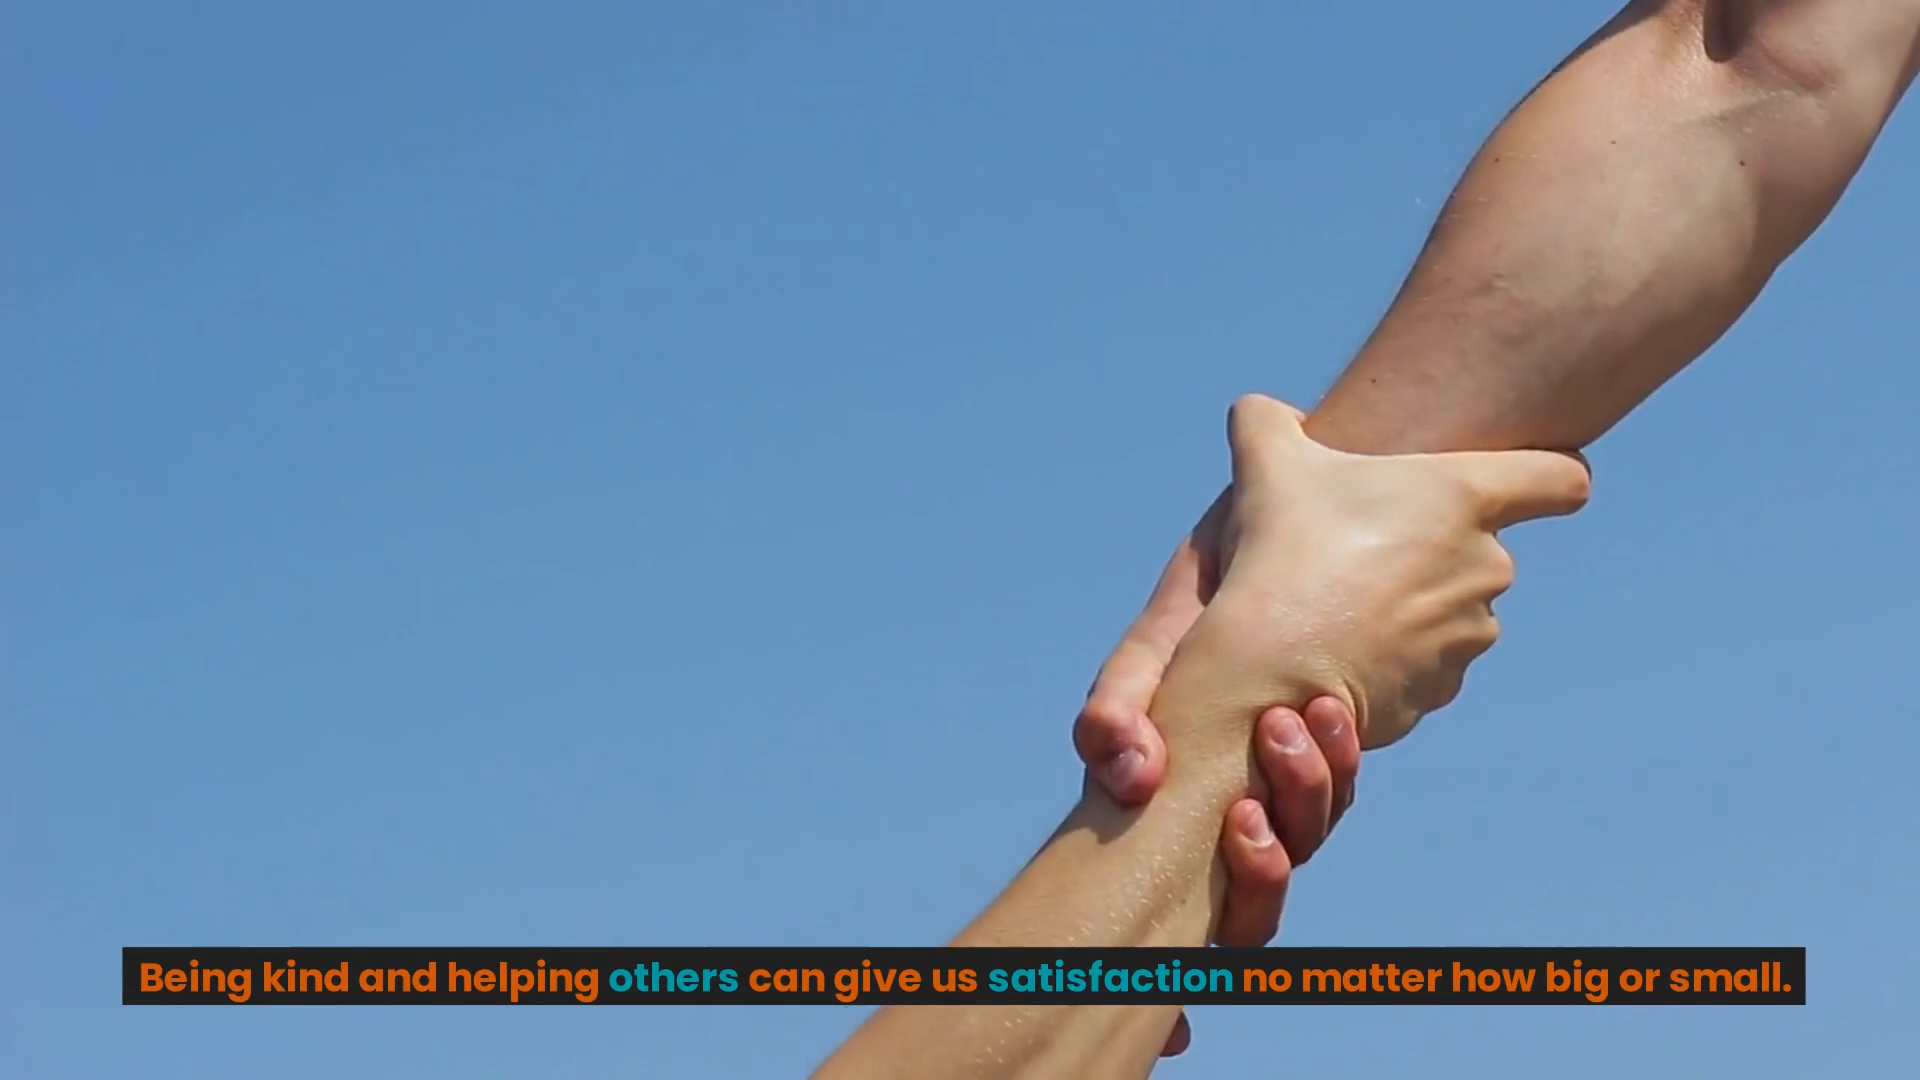 Being kind and helping others can give us satisfaction no matter how big or small.